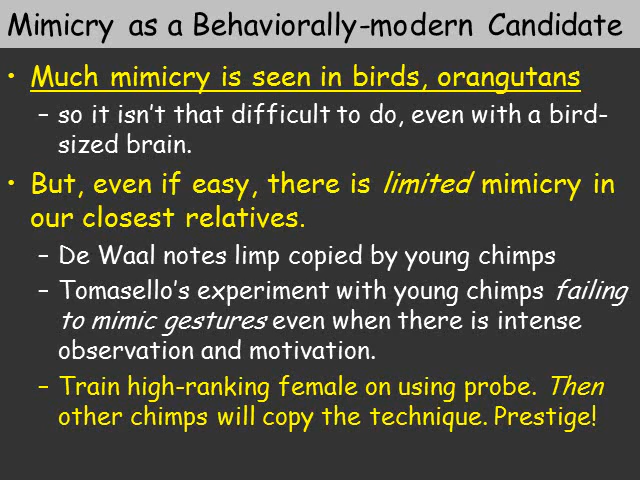 Mimicry as a Behaviorally-modern Candidate
• Much mimicry is seen in birds, orangutans
– so it isn't that difficult to do, even with a bird-
sized brain.
• But, even if easy, there is limited mimicry in
our closest relatives.
– De Waal notes limp copied by young chimps
– Tomasello's experiment with young chimps failing
to mimic gestures even when there is intense
observation and motivation.
– Train high-ranking female on using probe. Then
other chimps will copy the technique. Prestige!